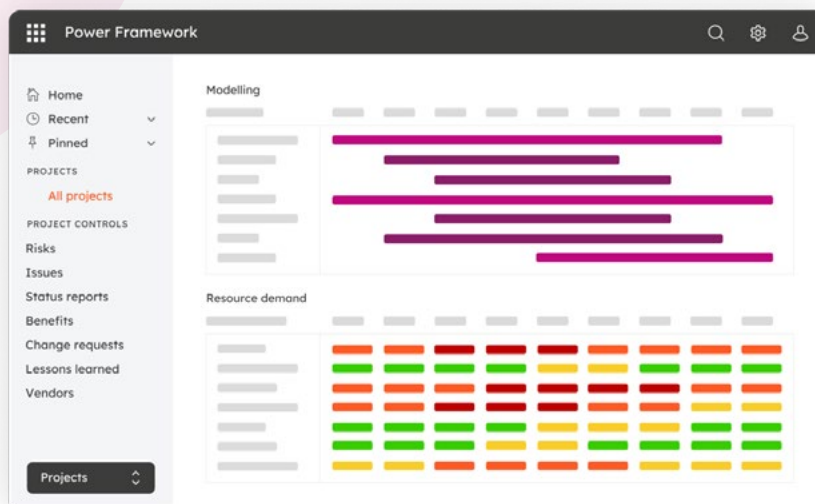 Power Framework
Home
Recent
Pinned
PROJECTS
All projects
PROJECT CONTROLS
Risks
Issues
Status reports
Benefits
Change requests
Lessons learned
Vendors
Projects
Modelling
Resource demand